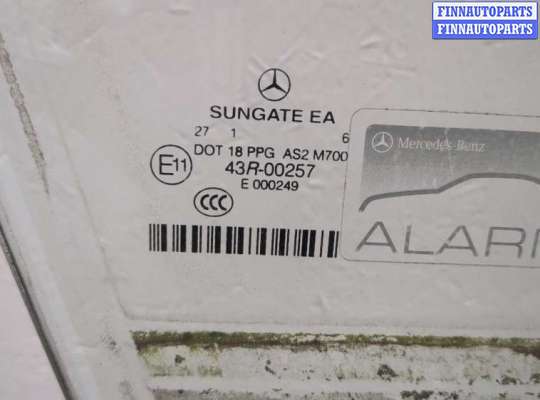 FINNAUTOPARTS
FINNAUTOPARTS
SUNGATE EA
27 1 6
DOT 18 PPG AS2 M700
E11
43R-00257
E 000249
CCC
Mercedes-Benz
ALARM